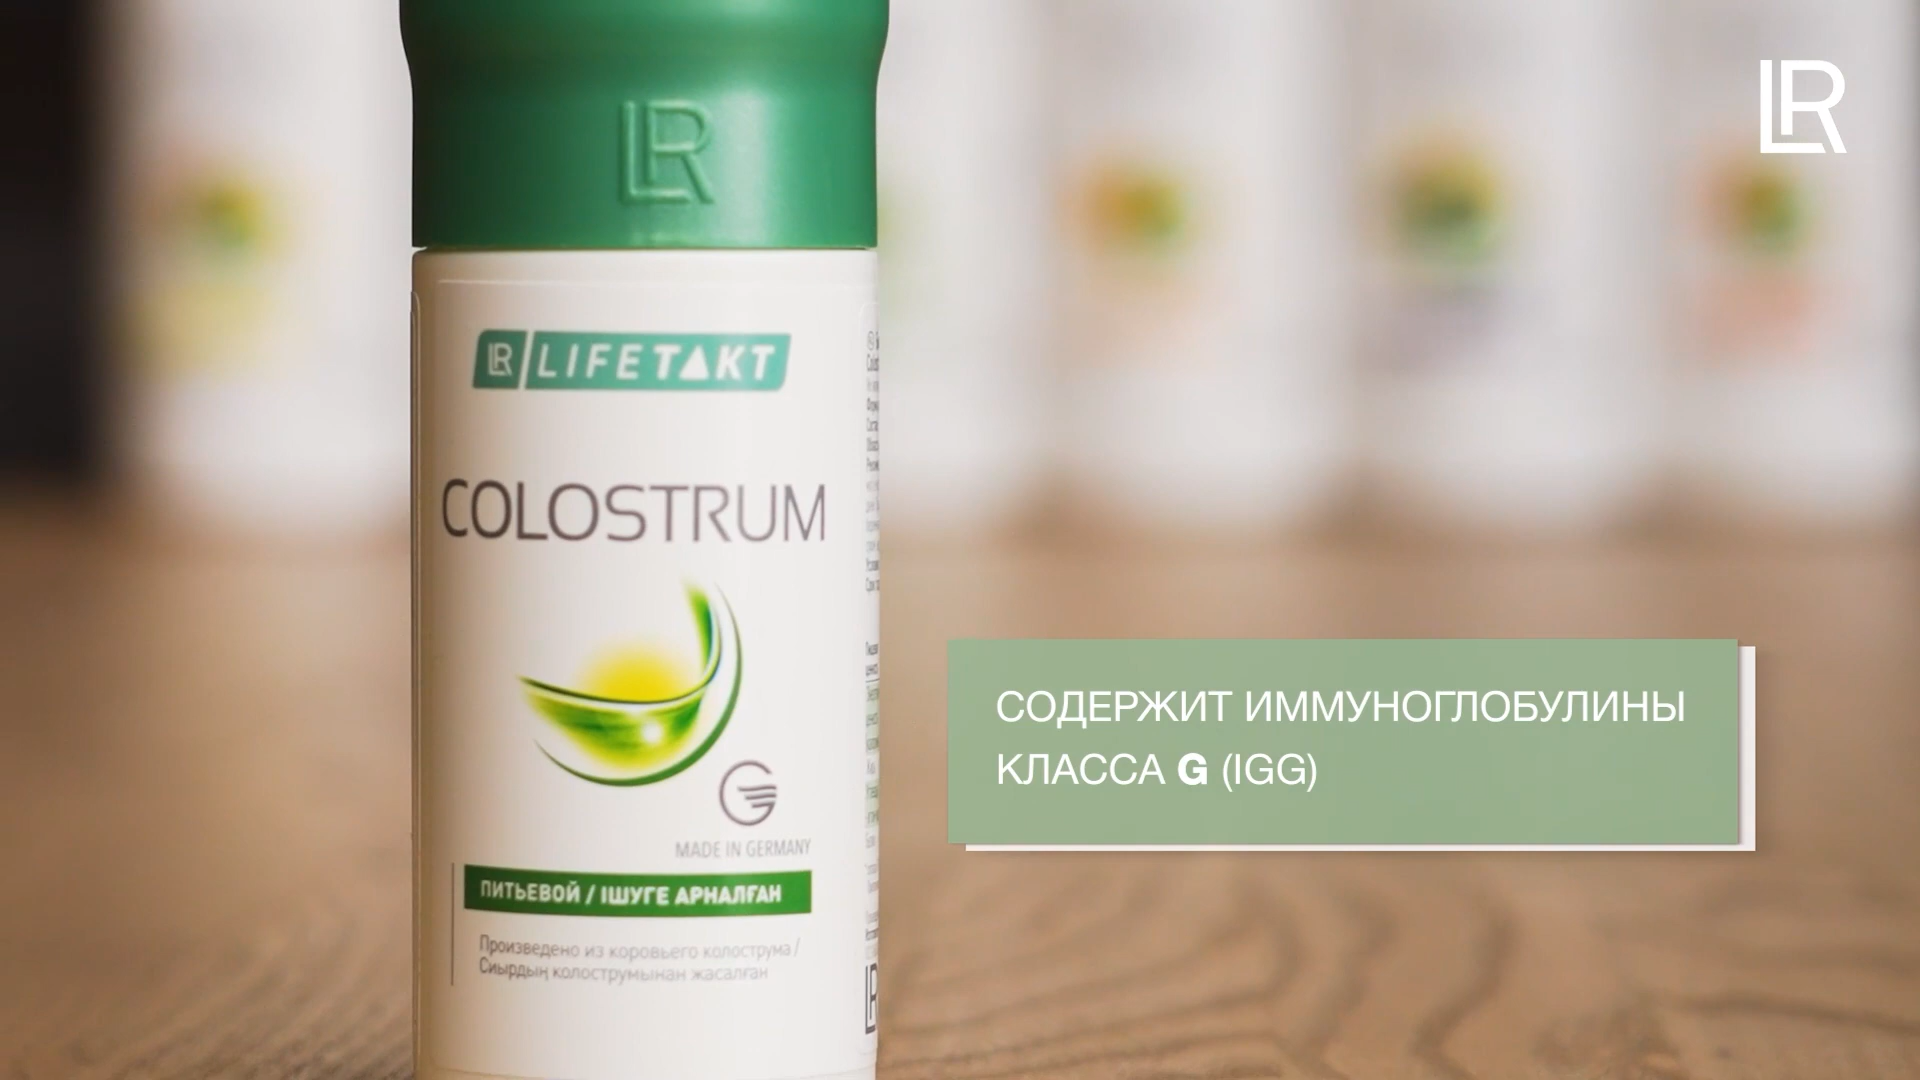 LR
LR
LR LIFETAKT
COLOSTRUM
MADE IN GERMANY
ПИТЬЕВОЙ / ІШУГЕ АРНАЛҒАН
Произведено из коровьего колострума /
Сиырдың колострумынан жасалған
LR
СОДЕРЖИТ ИММУНОГЛОБУЛИНЫ
КЛАССА G (IGG)